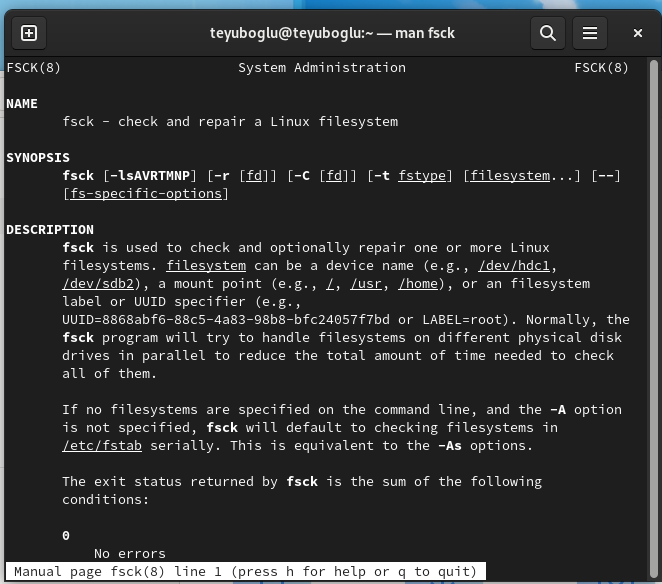 teyuboglu@teyuboglu:~ — man fsck
FSCK(8) System Administration FSCK(8)
NAME
fsck - check and repair a Linux filesystem
SYNOPSIS
fsck [-lsAVRTMNP] [-r [fd]] [-C [fd]] [-t fstype] [filesystem...] [--]
[fs-specific-options]
DESCRIPTION
fsck is used to check and optionally repair one or more Linux
filesystems. filesystem can be a device name (e.g., /dev/hdc1,
/dev/sdb2), a mount point (e.g., /, /usr, /home), or an filesystem
label or UUID specifier (e.g.,
UUID=8868abf6-88c5-4a83-98b8-bfc24057f7bd or LABEL=root). Normally, the
fsck program will try to handle filesystems on different physical disk
drives in parallel to reduce the total amount of time needed to check
all of them.
If no filesystems are specified on the command line, and the -A option
is not specified, fsck will default to checking filesystems in
/etc/fstab serially. This is equivalent to the -As options.
The exit status returned by fsck is the sum of the following
conditions:
0
No errors
Manual page fsck(8) line 1 (press h for help or q to quit)